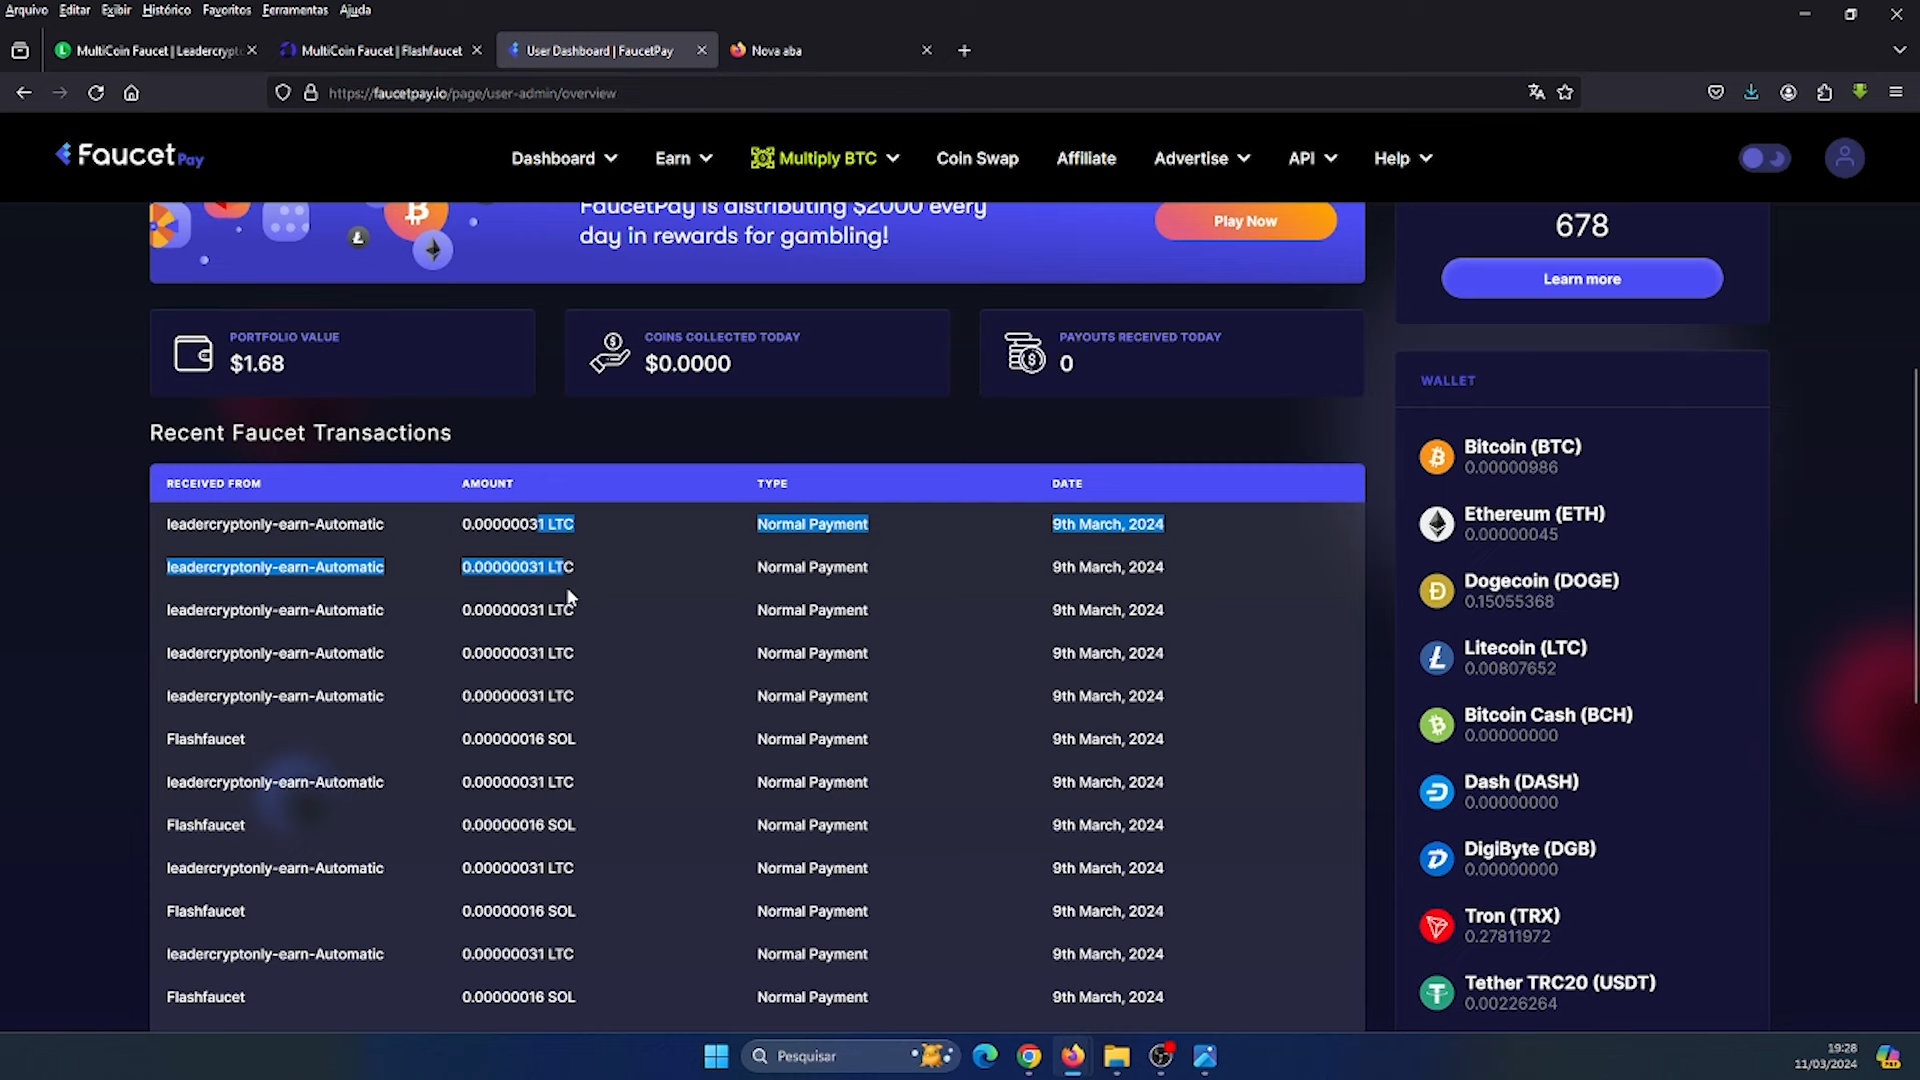 Arquivo Editar Exibir Histórico Favoritos Ferramentas Ajuda
MultiCoin Faucet | Leadercrypt
MultiCoin Faucet | Flashfaucet
User Dashboard | FaucetPay
Nova aba
https://faucetpay.io/page/user-admin/overview
FaucetPay
Dashboard
Earn
Multiply BTC
Coin Swap
Affiliate
Advertise
API
Help
FaucetPay is distributing $2000 every
day in rewards for gambling!
Play Now
678
Learn more
PORTFOLIO VALUE
$1.68
COINS COLLECTED TODAY
$0.0000
PAYOUTS RECEIVED TODAY
0
Recent Faucet Transactions
RECEIVED FROM AMOUNT TYPE DATE
leadercryptonly-earn-Automatic 0.00000031 LTC Normal Payment 9th March, 2024
leadercryptonly-earn-Automatic 0.00000031 LTC Normal Payment 9th March, 2024
leadercryptonly-earn-Automatic 0.00000031 LTC Normal Payment 9th March, 2024
leadercryptonly-earn-Automatic 0.00000031 LTC Normal Payment 9th March, 2024
leadercryptonly-earn-Automatic 0.00000031 LTC Normal Payment 9th March, 2024
Flashfaucet 0.00000016 SOL Normal Payment 9th March, 2024
leadercryptonly-earn-Automatic 0.00000031 LTC Normal Payment 9th March, 2024
Flashfaucet 0.00000016 SOL Normal Payment 9th March, 2024
leadercryptonly-earn-Automatic 0.00000031 LTC Normal Payment 9th March, 2024
Flashfaucet 0.00000016 SOL Normal Payment 9th March, 2024
leadercryptonly-earn-Automatic 0.00000031 LTC Normal Payment 9th March, 2024
Flashfaucet 0.00000016 SOL Normal Payment 9th March, 2024
WALLET
Bitcoin (BTC)
0.00000986
Ethereum (ETH)
0.00000045
Dogecoin (DOGE)
0.15055368
Litecoin (LTC)
0.00807652
Bitcoin Cash (BCH)
0.00000000
Dash (DASH)
0.00000000
DigiByte (DGB)
0.00000000
Tron (TRX)
0.27811972
Tether TRC20 (USDT)
0.00226264
Pesquisar
19:28
11/03/2024